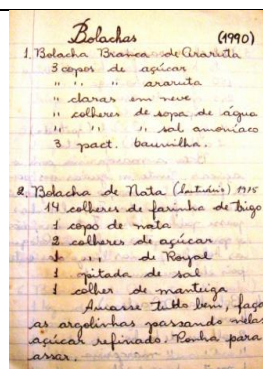 Bolachas (1990)
1. Bolacha Branca de Araruta
3 copos de açúcar
" " " araruta
" claras em neve
" colheres de sopa de água
" " " sal amoníaco
3 pact. baunilha.
2. Bolacha de Nata 1915
14 colheres de farinha de trigo
1 copo de nata
2 colheres de açúcar
1 " de Royal
1 pitada de sal
1 colher de manteiga
Amasse tudo bem, faça
as argolinhas passando nelas
açúcar refinado. Ponha para
assar.